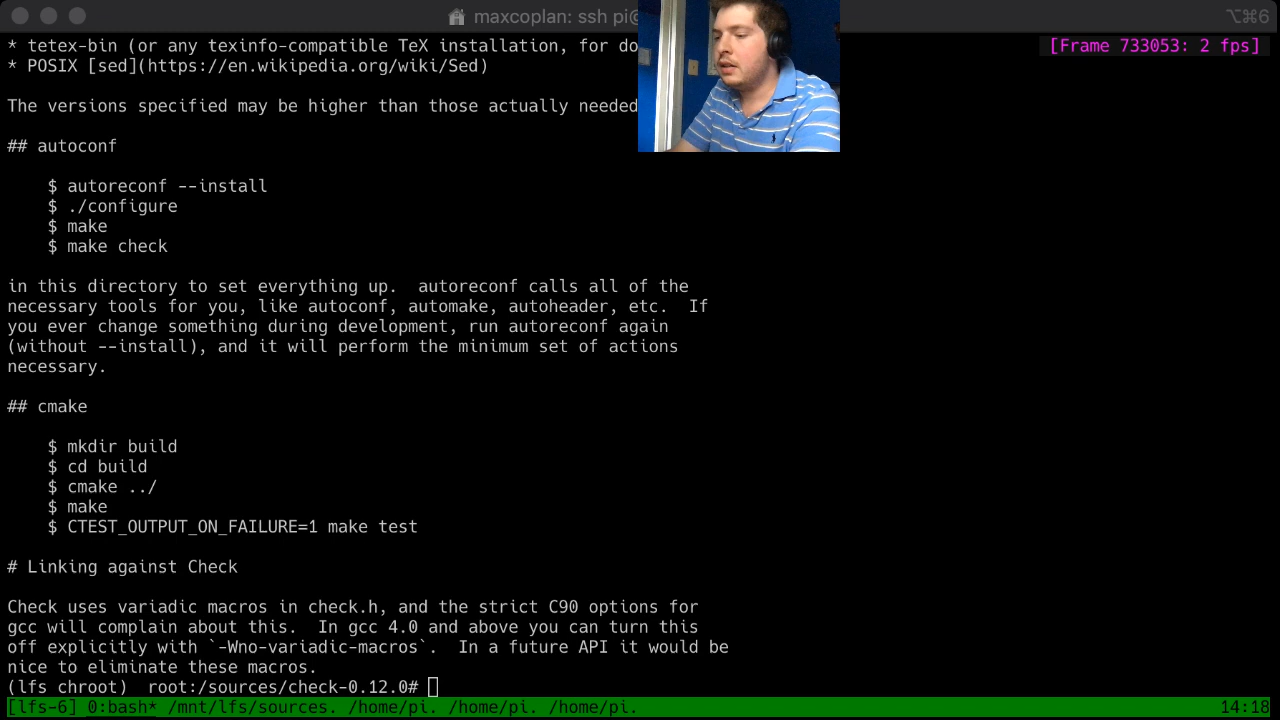 maxcoplan: ssh pi@
⌥⌘6
* tetex-bin (or any texinfo-compatible TeX installation, for do
[Frame 733053: 2 fps]
* POSIX [sed](https://en.wikipedia.org/wiki/Sed)
The versions specified may be higher than those actually needed
## autoconf
$ autoreconf --install
$ ./configure
$ make
$ make check
in this directory to set everything up.  autoreconf calls all of the
necessary tools for you, like autoconf, automake, autoheader, etc.  If
you ever change something during development, run autoreconf again
(without --install), and it will perform the minimum set of actions
necessary.
## cmake
$ mkdir build
$ cd build
$ cmake ../
$ make
$ CTEST_OUTPUT_ON_FAILURE=1 make test
# Linking against Check
Check uses variadic macros in check.h, and the strict C90 options for
gcc will complain about this.  In gcc 4.0 and above you can turn this
off explicitly with `-Wno-variadic-macros`.  In a future API it would be
nice to eliminate these macros.
(lfs chroot)  root:/sources/check-0.12.0#
[lfs-6] 0:bash* /mnt/lfs/sources. /home/pi. /home/pi. /home/pi. 14:18